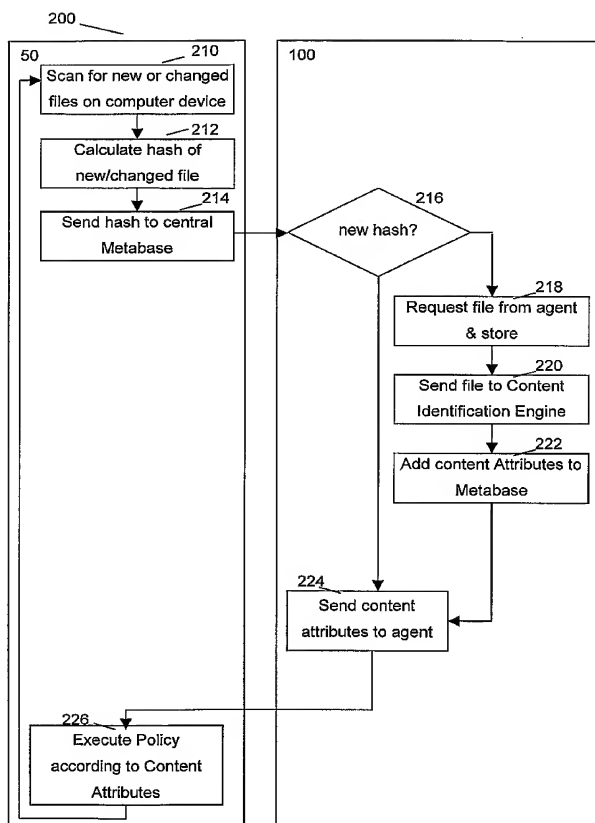 200
50
210
Scan for new or changed
files on computer device
212
Calculate hash of
new/changed file
214
Send hash to central
Metabase
100
216
new hash?
218
Request file from agent
& store
220
Send file to Content
Identification Engine
222
Add content Attributes to
Metabase
224
Send content
attributes to agent
226
Execute Policy
according to Content
Attributes